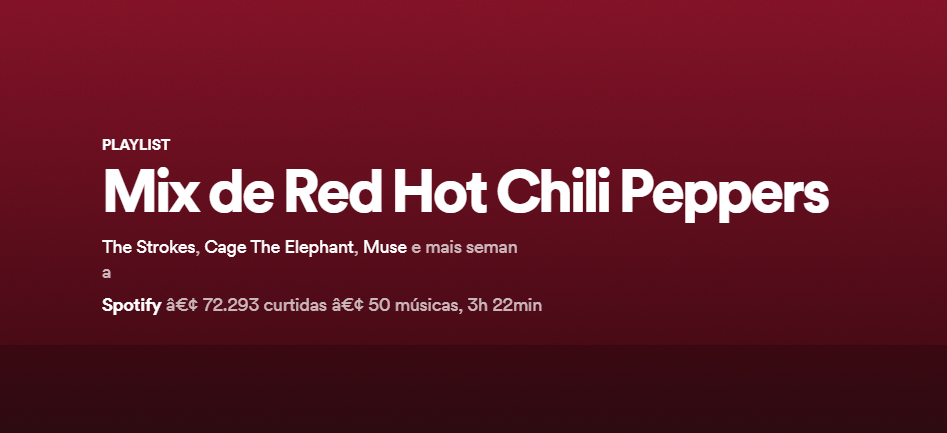 PLAYLIST
Mix de Red Hot Chili Peppers
The Strokes, Cage The Elephant, Muse e mais seman
a
Spotify â€¢ 72.293 curtidas â€¢ 50 músicas, 3h 22min